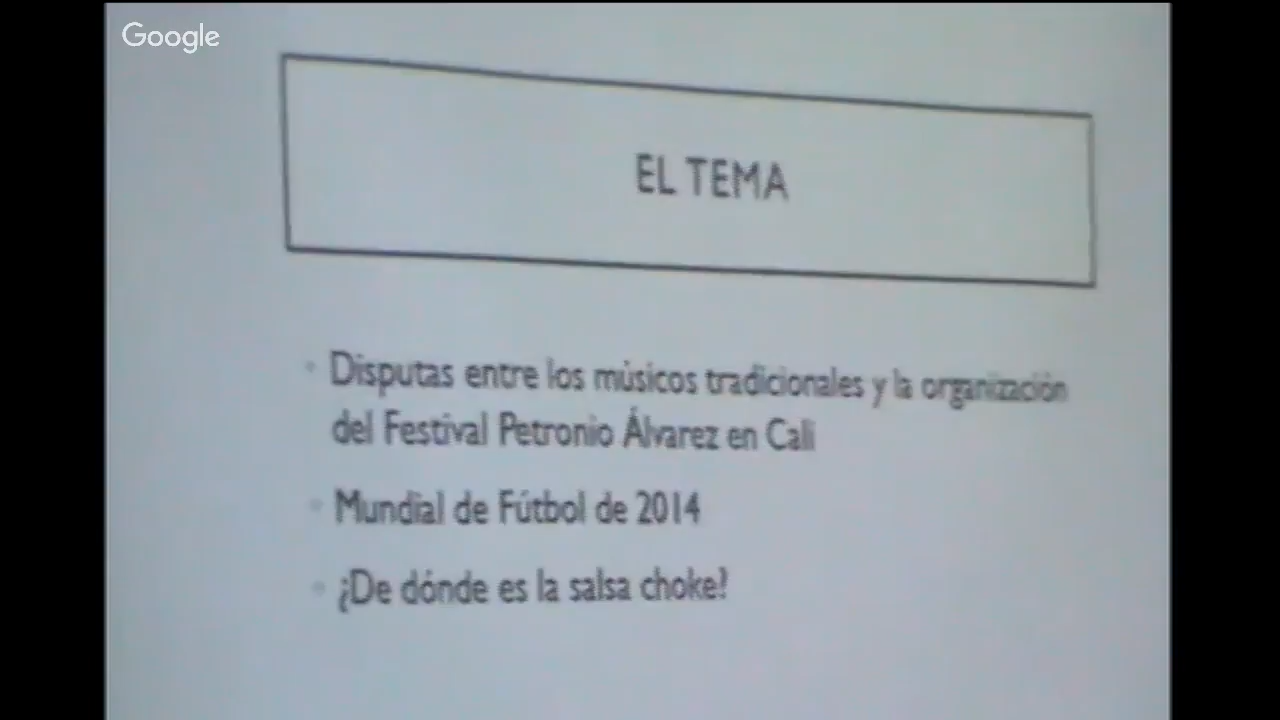 Google
EL TEMA
Disputas entre los músicos tradicionales y la organización
del Festival Petronio Álvarez en Cali
Mundial de Fútbol de 2014
¿De dónde es la salsa choke?